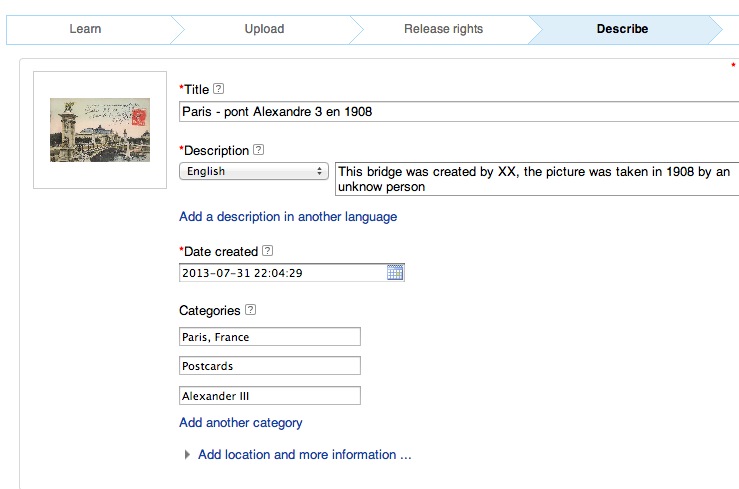 Learn
Upload
Release rights
Describe
*
*Title ?
Paris - pont Alexandre 3 en 1908
*Description ?
English
This bridge was created by XX, the picture was taken in 1908 by an
unknow person
Add a description in another language
*Date created ?
2013-07-31 22:04:29
Categories ?
Paris, France
Postcards
Alexander III
Add another category
Add location and more information ...